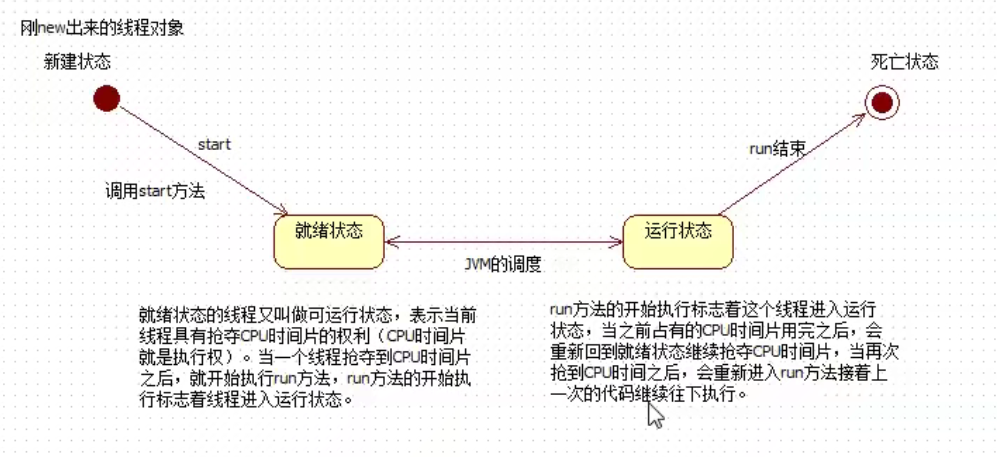 刚new出来的线程对象
新建状态
死亡状态
start
run结束
调用start方法
就绪状态
运行状态
JVM的调度
就绪状态的线程又叫做可运行状态，表示当前
线程具有抢夺CPU时间片的权利（CPU时间片
就是执行权）。当一个线程抢夺到CPU时间片
之后，就开始执行run方法，run方法的开始执
行标志着线程进入运行状态。
run方法的开始执行标志着这个线程进入运行
状态，当之前占有的CPU时间片用完之后，会
重新回到就绪状态继续抢夺CPU时间片，当再次
抢到CPU时间之后，会重新进入run方法接着上
一次的代码继续往下执行。